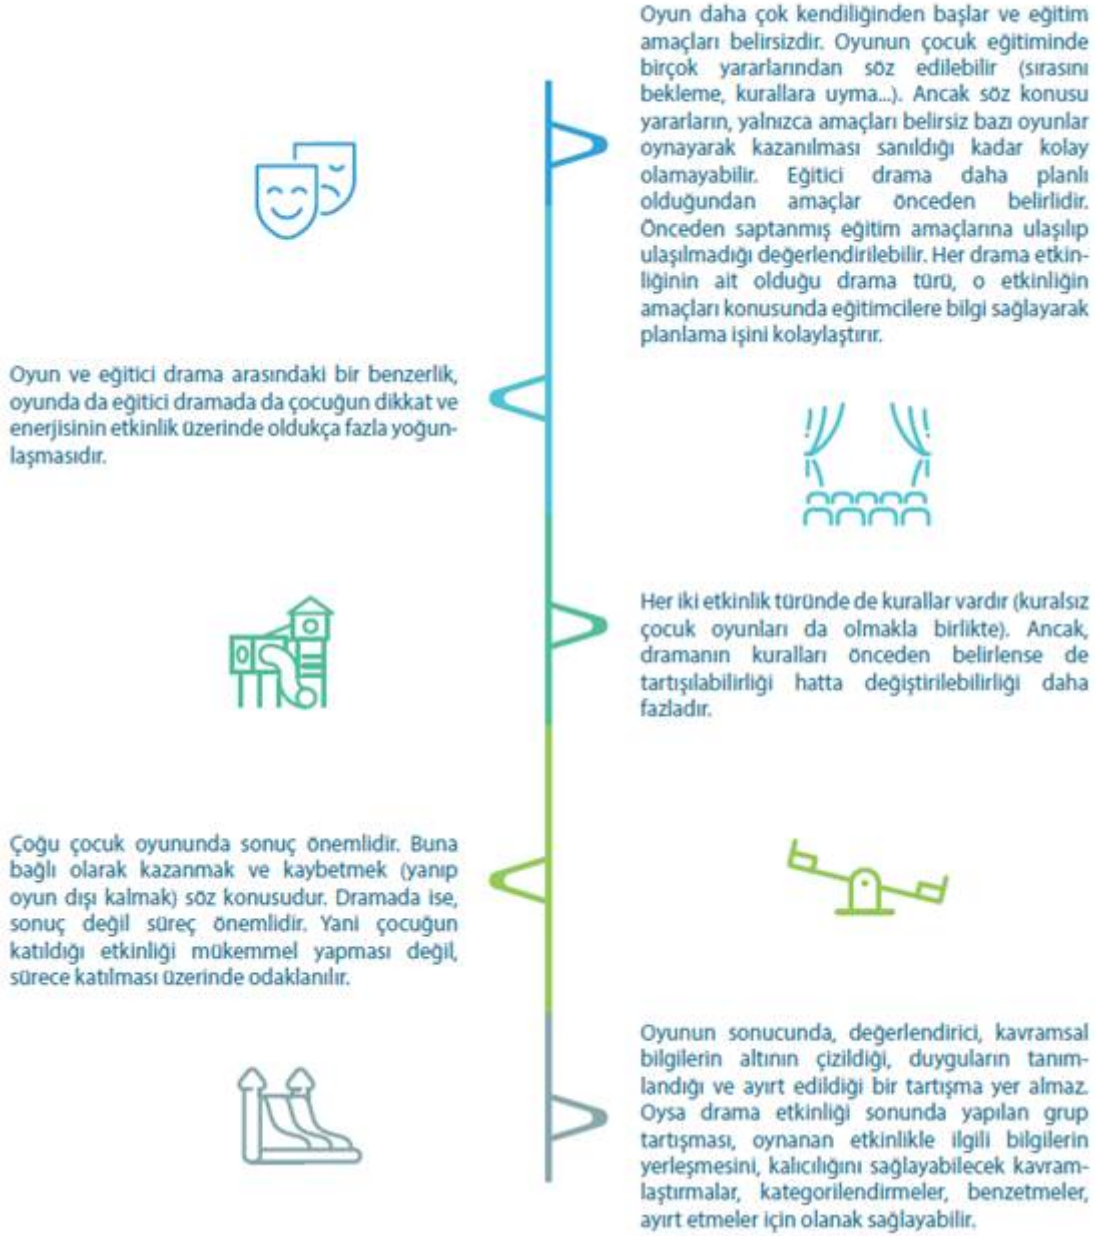 Oyun daha çok kendiliğinden başlar ve eğitim
amaçları belirsizdir. Oyunun çocuk eğitiminde
birçok yararlarından söz edilebilir (sırasını
bekleme, kurallara uyma...). Ancak söz konusu
yararların, yalnızca amaçları belirsiz bazı oyunlar
oynayarak kazanılması sanıldığı kadar kolay
olamayabilir. Eğitici drama daha planlı
olduğundan amaçlar önceden belirlidir.
Önceden saptanmış eğitim amaçlarına ulaşılıp
ulaşılmadığı değerlendirilebilir. Her drama etkin-
liğinin ait olduğu drama türü, o etkinliğin
amaçları konusunda eğitimcilere bilgi sağlayarak
planlama işini kolaylaştırır.
Oyun ve eğitici drama arasındaki bir benzerlik,
oyunda da eğitici dramada da çocuğun dikkat ve
enerjisinin etkinlik üzerinde oldukça fazla yoğun-
laşmasıdır.
Her iki etkinlik türünde de kurallar vardır (kuralsız
çocuk oyunları da olmakla birlikte). Ancak,
dramanın kuralları önceden belirlense de
tartışılabilirliği hatta değiştirilebilirliği daha
fazladır.
Çoğu çocuk oyununda sonuç önemlidir. Buna
bağlı olarak kazanmak ve kaybetmek (yanıp
oyun dışı kalmak) söz konusudur. Dramada ise,
sonuç değil süreç önemlidir. Yani çocuğun
katıldığı etkinliği mükemmel yapması değil,
sürece katılması üzerinde odaklanılır.
Oyunun sonucunda, değerlendirici, kavramsal
bilgilerin altının çizildiği, duyguların tanım-
landığı ve ayırt edildiği bir tartışma yer almaz.
Oysa drama etkinliği sonunda yapılan grup
tartışması, oynanan etkinlikle ilgili bilgilerin
yerleşmesini, kalıcılığını sağlayabilecek kavram-
laştırmalar, kategorilendirmeler, benzetmeler,
ayırt etmeler için olanak sağlayabilir.